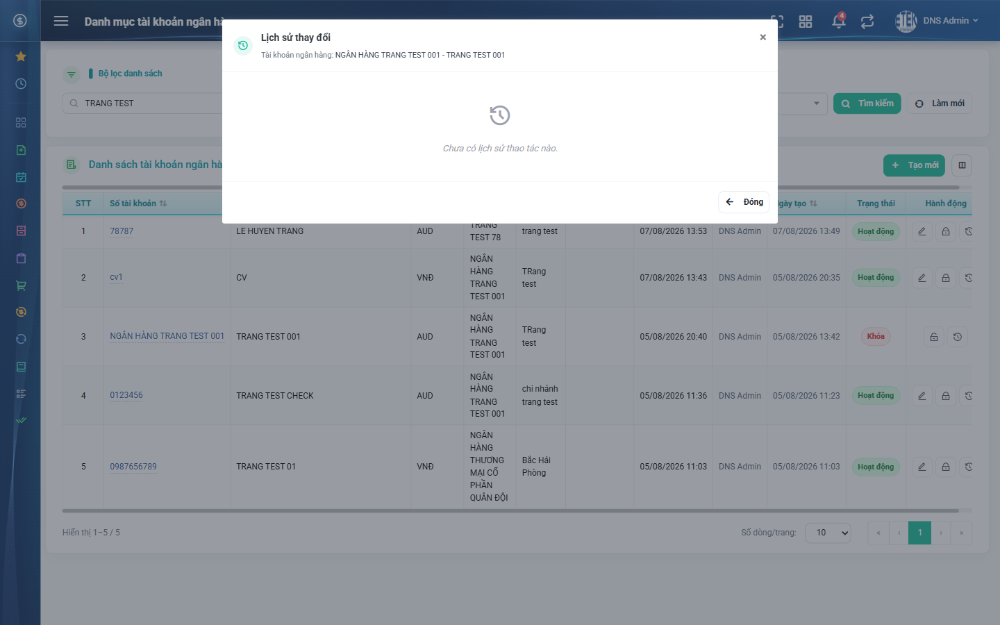 Danh mục tài khoản ngân hà
4
DNS Admin
Lịch sử thay đổi
Tài khoản ngân hàng: NGÂN HÀNG TRANG TEST 001 - TRANG TEST 001
Chưa có lịch sử thao tác nào.
Đóng
Bộ lọc danh sách
TRANG TEST
Tìm kiếm
Làm mới
Danh sách tài khoản ngân hà
Tạo mới
STT
Số tài khoản
gày tạo
Trạng thái
Hành động
1
78787
LE HUYEN TRANG
AUD
TRANG
TEST 78
trang test
07/08/2026 13:53
DNS Admin
07/08/2026 13:49
Hoạt động
2
cv1
CV
VNĐ
NGÂN
HÀNG
TRANG
TEST 001
TRang
test
07/08/2026 13:43
DNS Admin
05/08/2026 20:35
Hoạt động
3
NGÂN HÀNG TRANG TEST 001
TRANG TEST 001
AUD
NGÂN
HÀNG
TRANG
TEST 001
TRang
test
05/08/2026 20:40
DNS Admin
05/08/2026 13:42
Khóa
4
0123456
TRANG TEST CHECK
AUD
NGÂN
HÀNG
TRANG
TEST 001
chi nhánh
trang test
05/08/2026 11:36
DNS Admin
05/08/2026 11:23
Hoạt động
5
0987656789
TRANG TEST 01
VNĐ
NGÂN
HÀNG
THƯƠNG
MẠI CỔ
PHẦN
QUÂN ĐỘI
Bắc Hải
Phòng
05/08/2026 11:03
DNS Admin
05/08/2026 11:03
Hoạt động
Hiển thị 1–5 / 5
Số dòng/trang:
10
« ‹ 1 › »